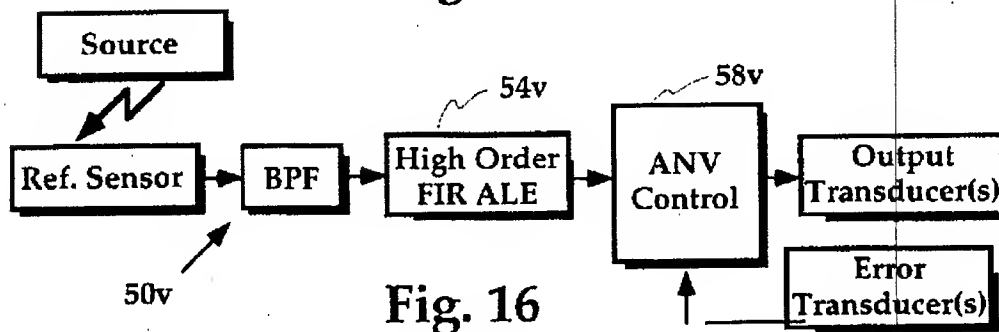 Source
54v
58v
Ref. Sensor
BPF
High Order
FIR ALE
ANV
Control
Output
Transducer(s)
50v
Fig. 16
Error
Transducer(s)